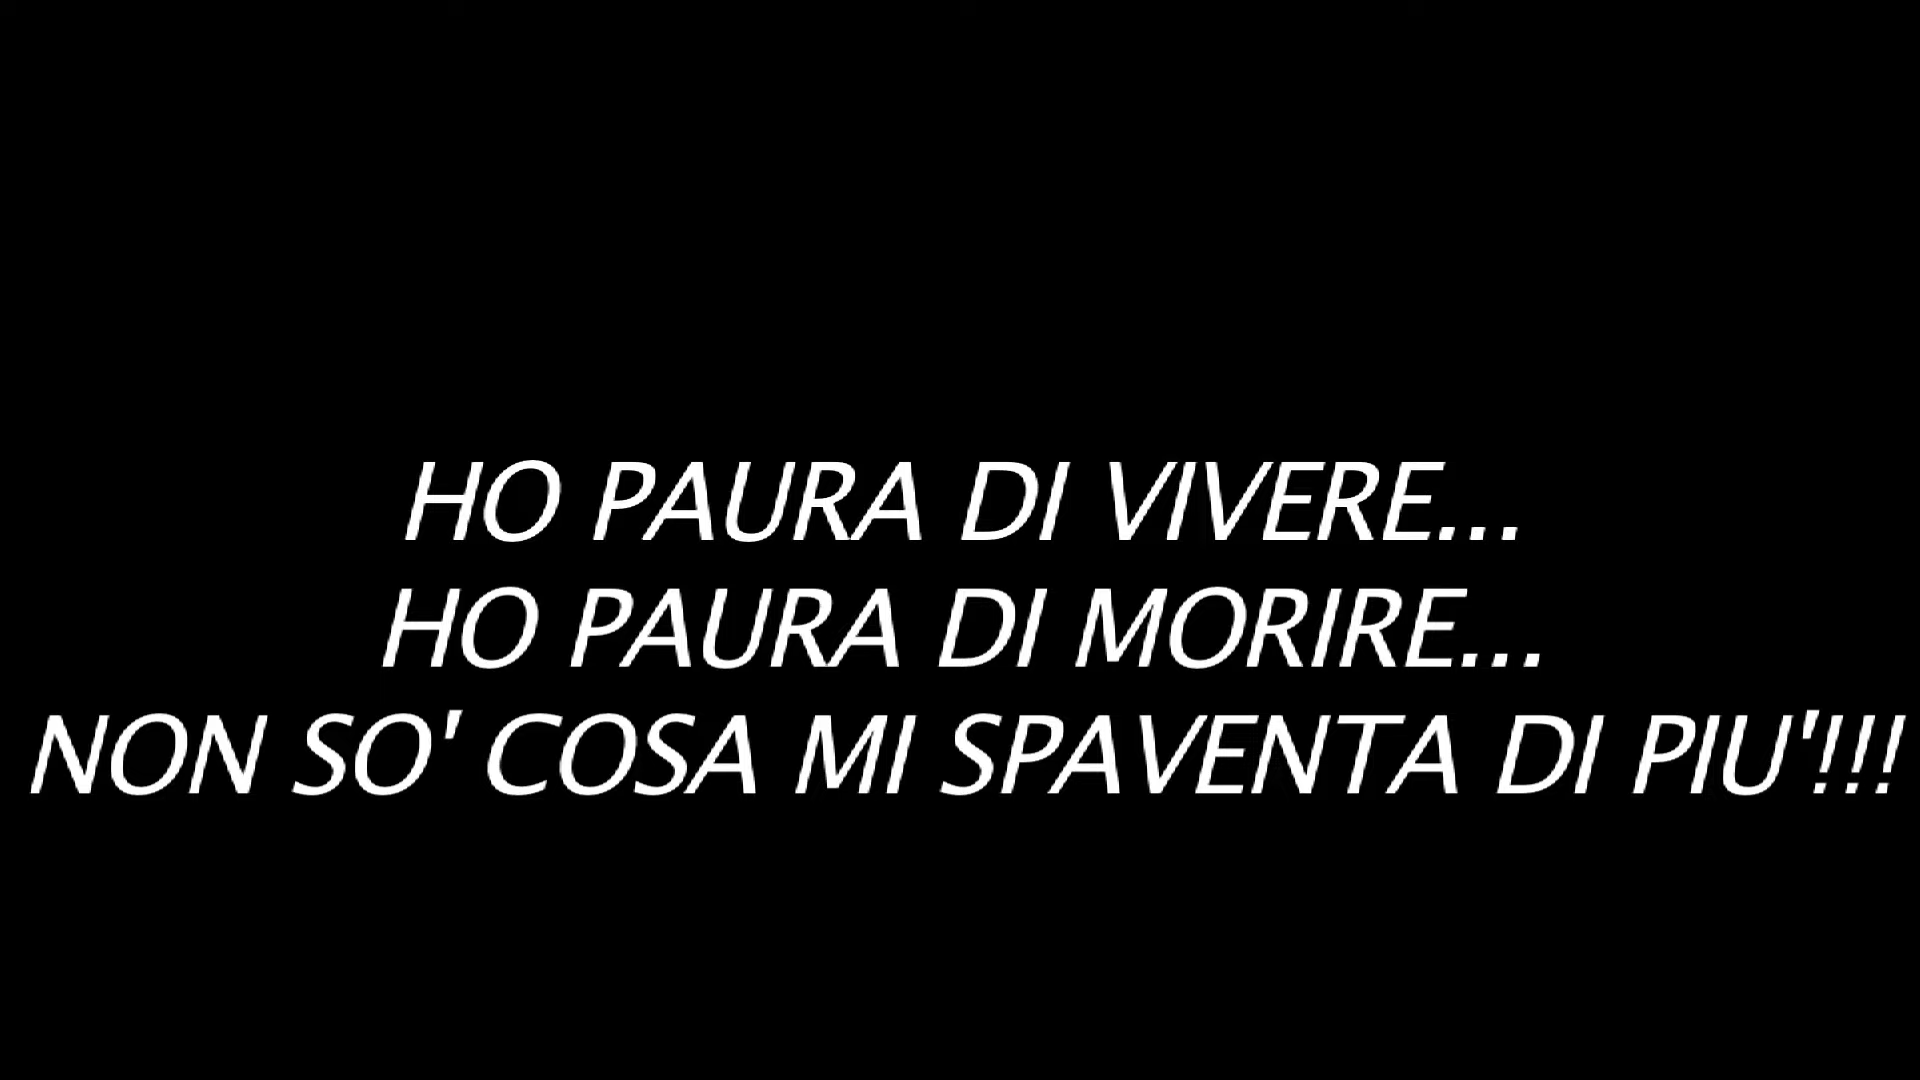 HO PAURA DI VIVERE...
HO PAURA DI MORIRE...
NON SO' COSA MI SPAVENTA DI PIU'!!!